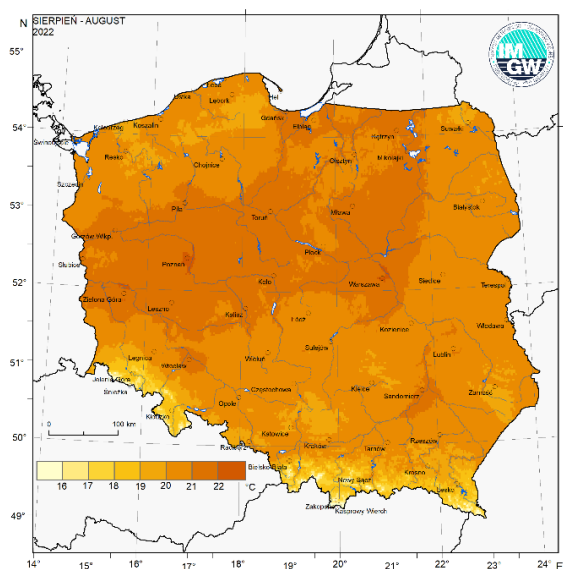 N
SIERPIEŃ - AUGUST
2022
IM
GW
55°
54°
53°
52°
51°
50°
49°
Łeba
Hel
Ustka
Lębork
Gdańsk
Elbląg
Kołobrzeg
Koszalin
Kętrzyn
Suwałki
Świnoujście
Resko
Chojnice
Olsztyn
Mikołajki
Szczecin
Piła
Toruń
Mława
Białystok
Gorzów Wlkp.
Słubice
Poznań
Koło
Płock
Warszawa
Siedlce
Terespol
Zielona Góra
Leszno
Kalisz
Łódź
Kozienice
Włodawa
Legnica
Wrocław
Wieluń
Sulejów
Lublin
Jelenia Góra
Śnieżka
Kłodzko
Opole
Częstochowa
Kielce
Sandomierz
Zamość
0
100 km
Racibórz
Katowice
Kraków
Tarnów
Rzeszów
Bielsko-Biała
Nowy Sącz
Krosno
Lesko
Zakopane
Kasprowy Wierch
16 17 18 19 20 21 22 °C
14° 15° 16° 17° 18° 19° 20° 21° 22° 23° 24° E